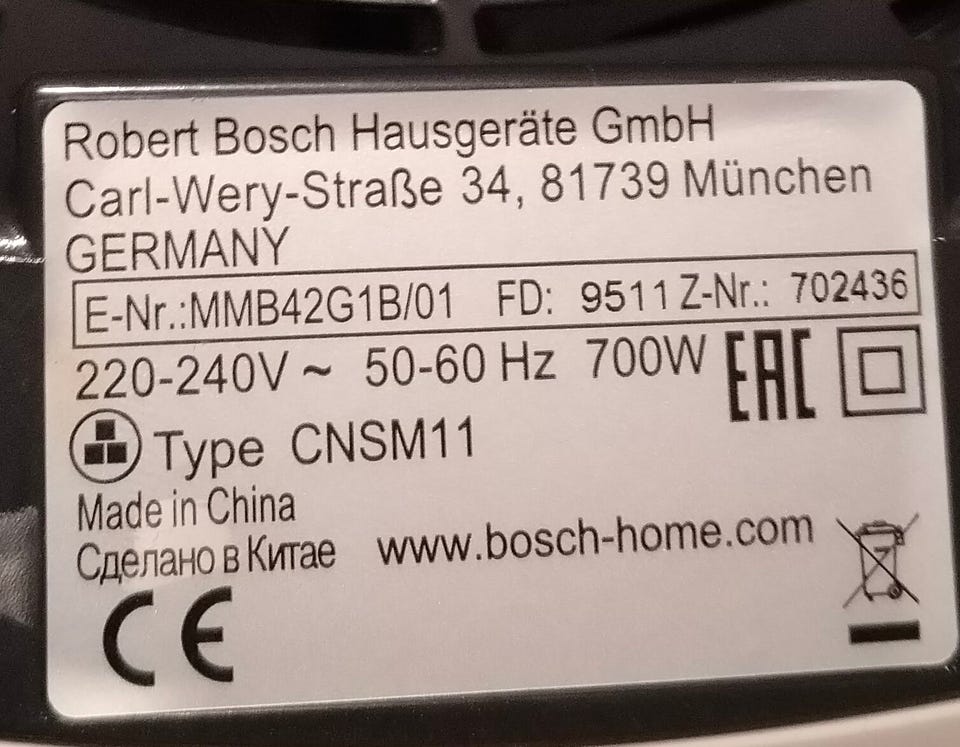 Robert Bosch Hausgeräte GmbH
Carl-Wery-Straße 34, 81739 München
GERMANY
E-Nr.:MMB42G1B/01 FD: 9511 Z-Nr.: 702436
220-240V ~ 50-60 Hz 700W EAC
Type CNSM11
Made in China
Сделано в Китае www.bosch-home.com
CE